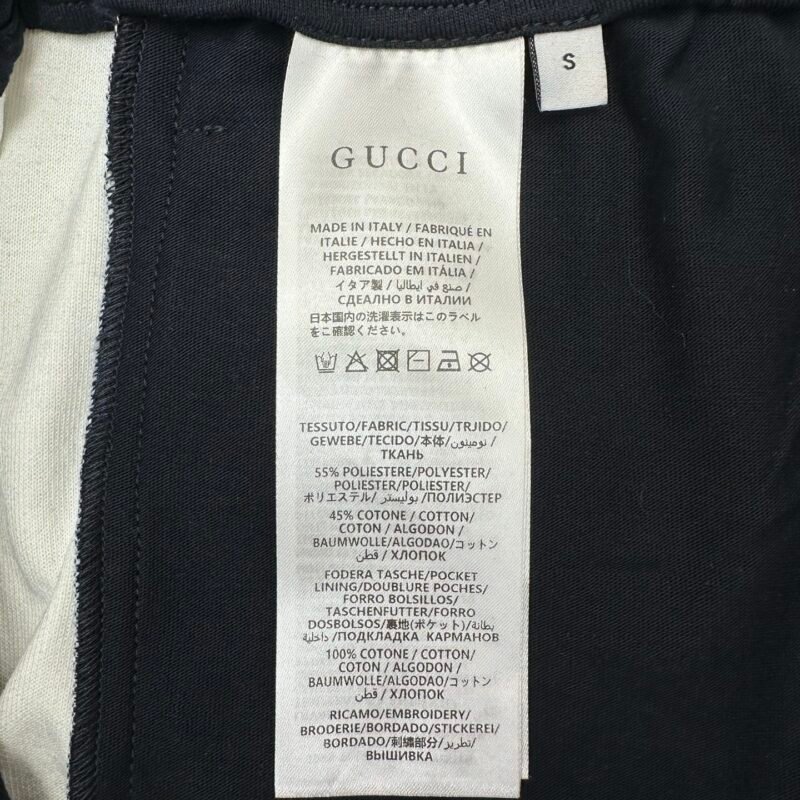 S
GUCCI
MADE IN ITALY / FABRIQUÉ EN
ITALIE / HECHO EN ITALIA /
HERGESTELLT IN ITALIEN /
FABRICADO EM ITÁLIA /
イタア製 / صنع في ايطاليا /
СДЕАЛНО В ИТАЛИИ
日本国内の洗濯表示はこのラベル
をこ確認ください。
TESSUTO/FABRIC/TISSU/TRJIDO/
GEWEBE/TECIDO/本体/نومينون/
ТКАНЬ
55% POLIESTERE/POLYESTER/
POLIESTER/POLIESTER/
ポリエステル/بوليستر/ПОЛИЭСТЕР
45% COTONE / COTTON/
COTON / ALGODON /
BAUMWOLLE/ALGODAO/コットン
قطن / ХЛОПОК
FODERA TASCHE/POCKET
LINING/DOUBLURE POCHES/
FORRO BOLSILLOS/
TASCHENFUTTER/FORRO
DOSBOLSOS/裏地(ポケット)/بطانة
داخلية/ПОДКЛАДКА КАРМАНОВ
100% COTONE / COTTON/
COTON / ALGODON /
BAUMWOLLE/ALGODAO/コットン
قطن / ХЛОПОК
RICAMO/EMBROIDERY/
BRODERIE/BORDADO/STICKEREI/
BORDADO/刺繡部分/تطريز/
ВЫШИВКА